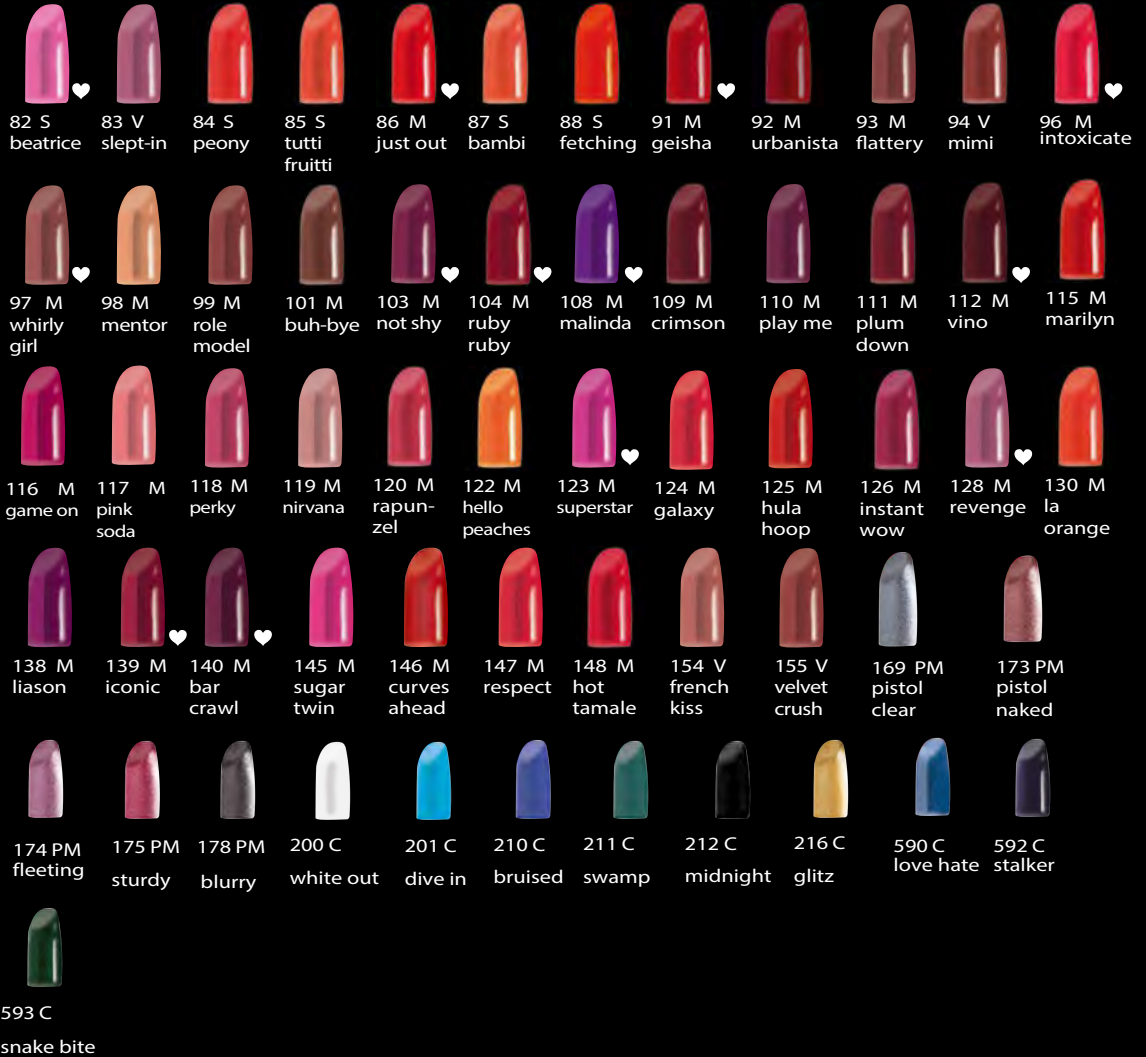 82 S
beatrice
83 V
slept-in
84 S
peony
85 S
tutti
fruitti
86 M
just out
87 S
bambi
88 S
fetching
91 M
geisha
92 M
urbanista
93 M
flattery
94 V
mimi
96 M
intoxicate
97 M
whirly
girl
98 M
mentor
99 M
role
model
101 M
buh-bye
103 M
not shy
104 M
ruby
ruby
108 M
malinda
109 M
crimson
110 M
play me
111 M
plum
down
112 M
vino
115 M
marilyn
116 M
game on
117 M
pink
soda
118 M
perky
119 M
nirvana
120 M
rapun-
zel
122 M
hello
peaches
123 M
superstar
124 M
galaxy
125 M
hula
hoop
126 M
instant
wow
128 M
revenge
130 M
la
orange
138 M
liason
139 M
iconic
140 M
bar
crawl
145 M
sugar
twin
146 M
curves
ahead
147 M
respect
148 M
hot
tamale
154 V
french
kiss
155 V
velvet
crush
169 PM
pistol
clear
173 PM
pistol
naked
174 PM
fleeting
175 PM
sturdy
178 PM
blurry
200 C
white out
201 C
dive in
210 C
bruised
211 C
swamp
212 C
midnight
216 C
glitz
590 C
love hate
592 C
stalker
593 C
snake bite